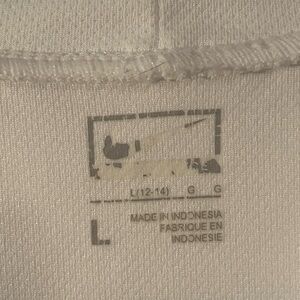 L(12-14) G G
L
MADE IN INDONESIA
FABRIQUE EN
INDONESIE